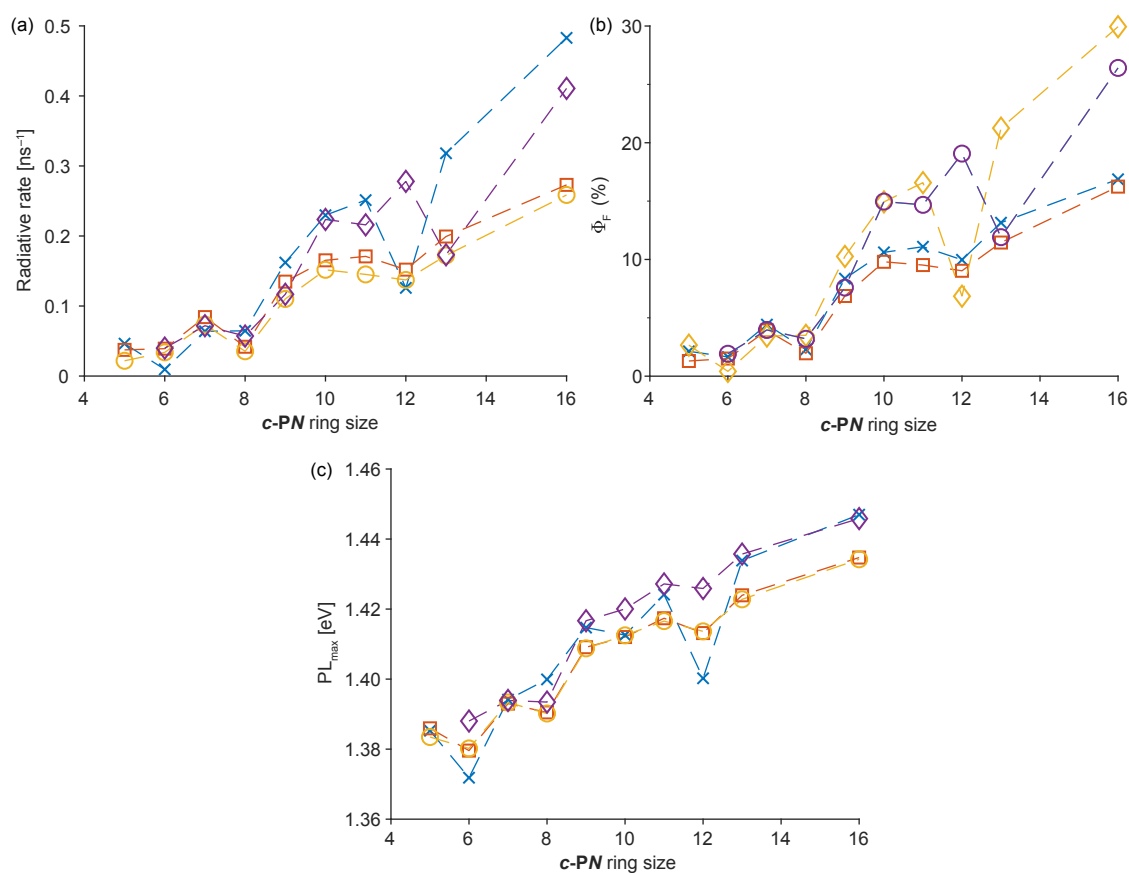 (a)
Radiative rate [ns⁻¹]
0.5
0.4
0.3
0.2
0.1
0
4 6 8 10 12 14 16
c-PN ring size
(b)
Φ_F (%)
30
20
10
0
4 6 8 10 12 14 16
c-PN ring size
(c)
PL_max [eV]
1.46
1.44
1.42
1.40
1.38
1.36
4 6 8 10 12 14 16
c-PN ring size